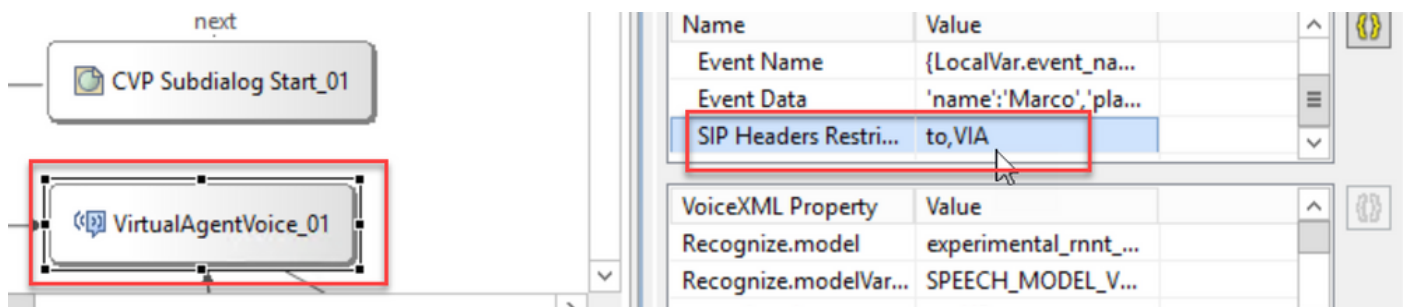 next
CVP Subdialog Start_01
VirtualAgentVoice_01
Name Value
Event Name {LocalVar.event_na...
Event Data 'name':'Marco','pla...
SIP Headers Restri... to,VIA
VoiceXML Property Value
Recognize.model experimental_rnnt_...
Recognize.modelVar... SPEECH_MODEL_V...